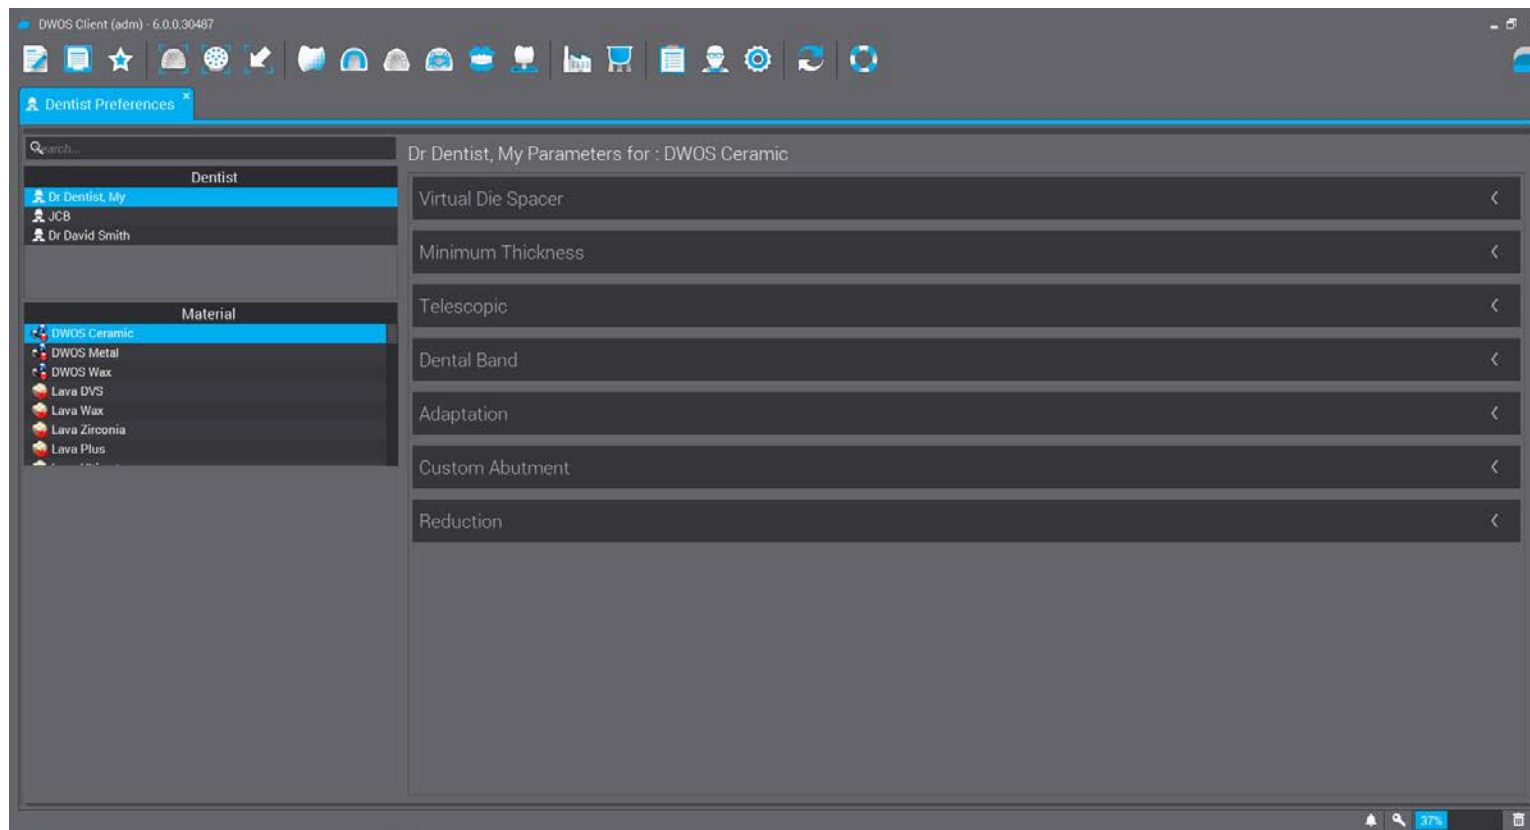 DWOS Client (adm) - 6.0.0.30487
Dentist Preferences
Search...
Dentist
Dr Dentist, My
JCB
Dr David Smith
Material
DWOS Ceramic
DWOS Metal
DWOS Wax
Lava DVS
Lava Wax
Lava Zirconia
Lava Plus
Dr Dentist, My Parameters for : DWOS Ceramic
Virtual Die Spacer
Minimum Thickness
Telescopic
Dental Band
Adaptation
Custom Abutment
Reduction
37%